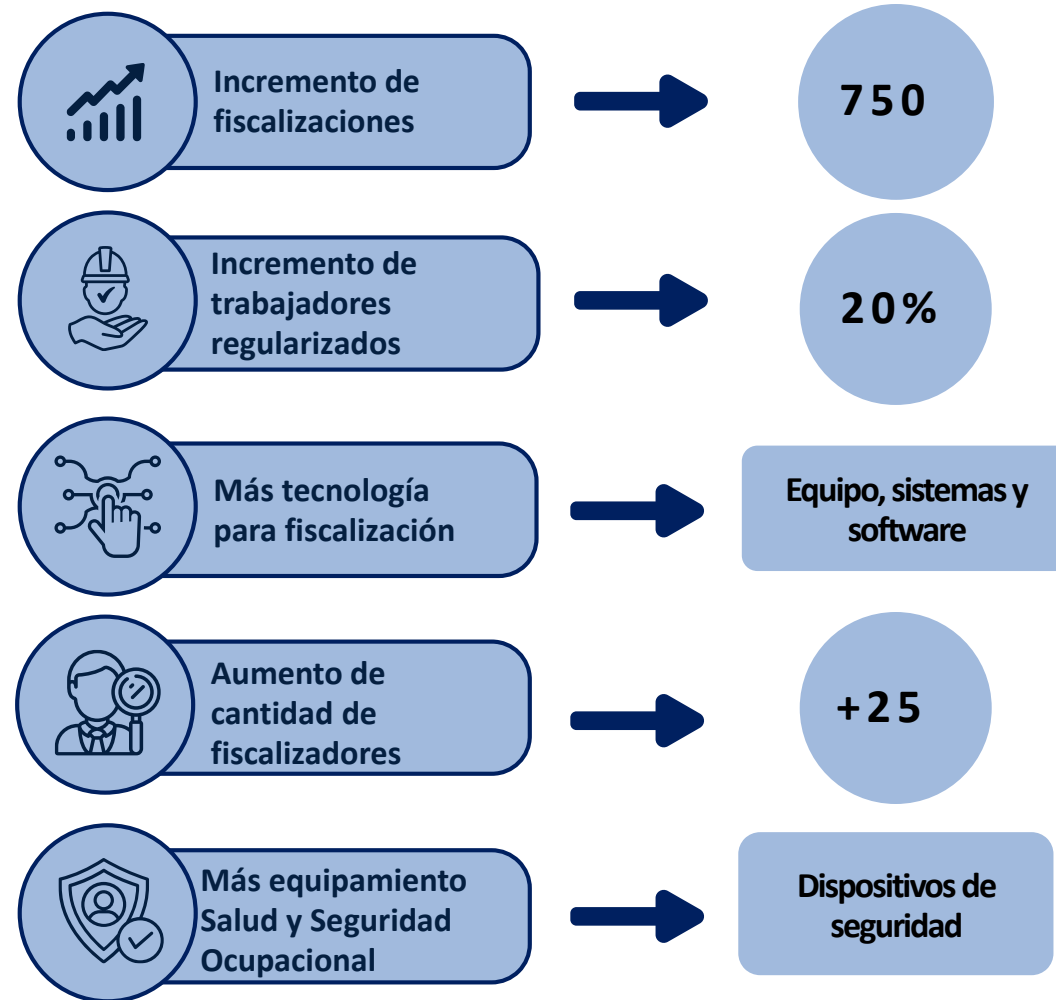 Incremento de
fiscalizaciones
750
Incremento de
trabajadores
regularizados
20%
Más tecnología
para fiscalización
Equipo, sistemas y
software
Aumento de
cantidad de
fiscalizadores
+25
Más equipamiento
Salud y Seguridad
Ocupacional
Dispositivos de
seguridad